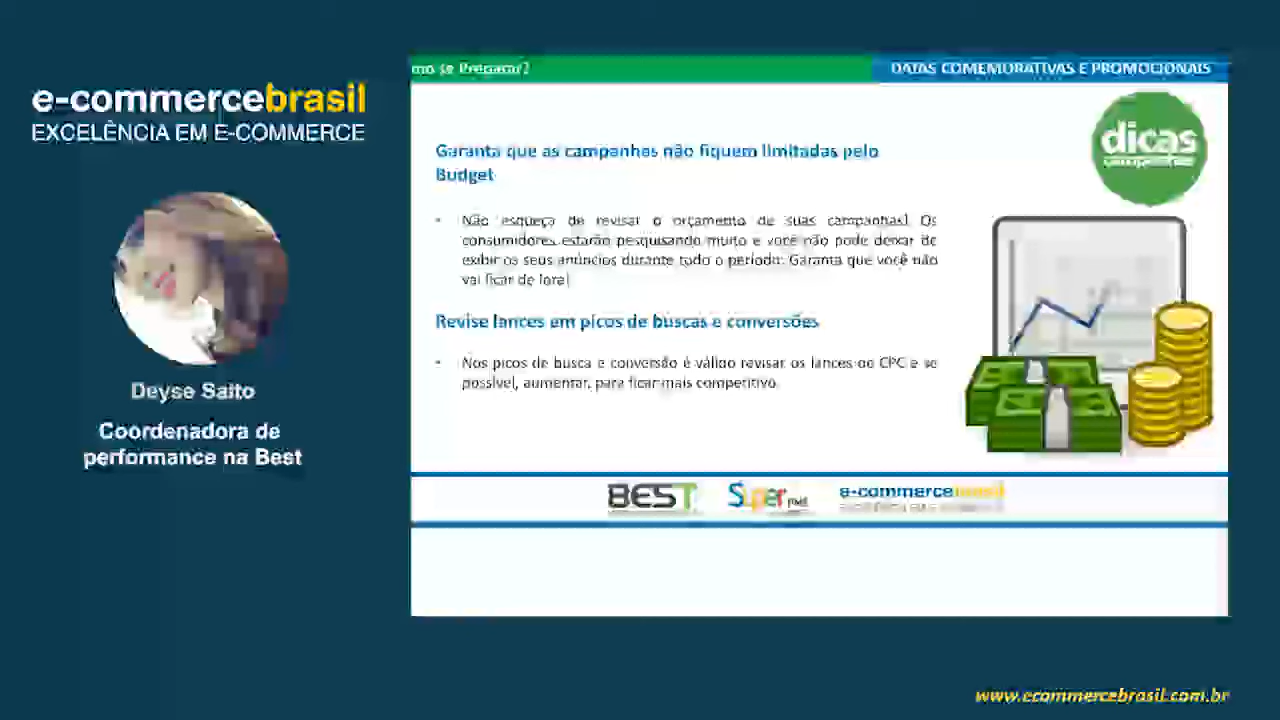 e-commercebrasil
EXCELÊNCIA EM E-COMMERCE
Deyse Saito
Coordenadora de
performance na Best
mo se Preparar?
DATAS COMEMORATIVAS E PROMOCIONAIS
dicas
Garanta que as campanhas não fiquem limitadas pelo
Budget
• Não esqueça de revisar o orçamento de suas campanhas! Os
consumidores estarão pesquisando muito e você não pode deixar de
exibir os seus anúncios durante todo o período. Garanta que você não
vai ficar de fora!
Revise lances em picos de buscas e conversões
• Nos picos de busca e conversão é válido revisar os lances de CPC e se
possível, aumentar, para ficar mais competitivo.
BEST
Super
e-commercebrasil
www.ecommercebrasil.com.br